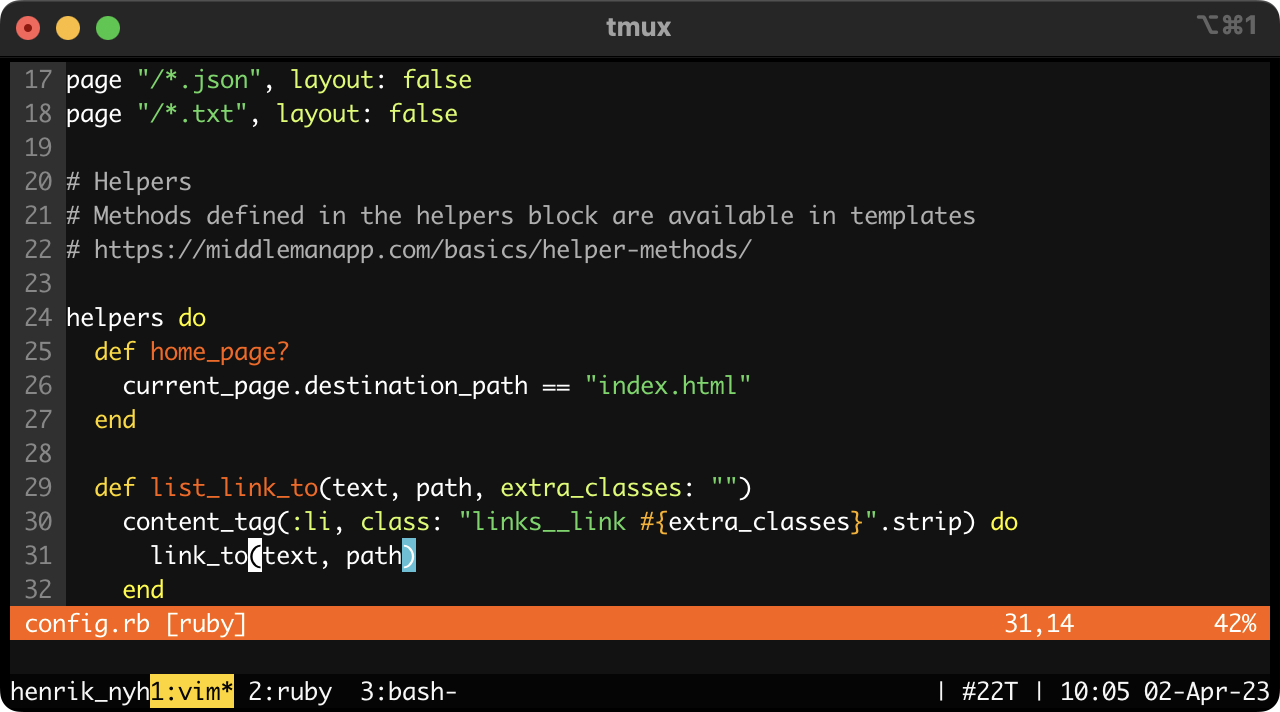 tmux
⌥⌘1
17 page "/*.json", layout: false
18 page "/*.txt", layout: false
19
20 # Helpers
21 # Methods defined in the helpers block are available in templates
22 # https://middlemanapp.com/basics/helper-methods/
23
24 helpers do
25   def home_page?
26     current_page.destination_path == "index.html"
27   end
28
29   def list_link_to(text, path, extra_classes: "")
30     content_tag(:li, class: "links__link #{extra_classes}".strip) do
31       link_to(text, path)
32     end
config.rb [ruby] 31,14 42%
henrik_nyh1:vim* 2:ruby  3:bash- | #22T | 10:05 02-Apr-23